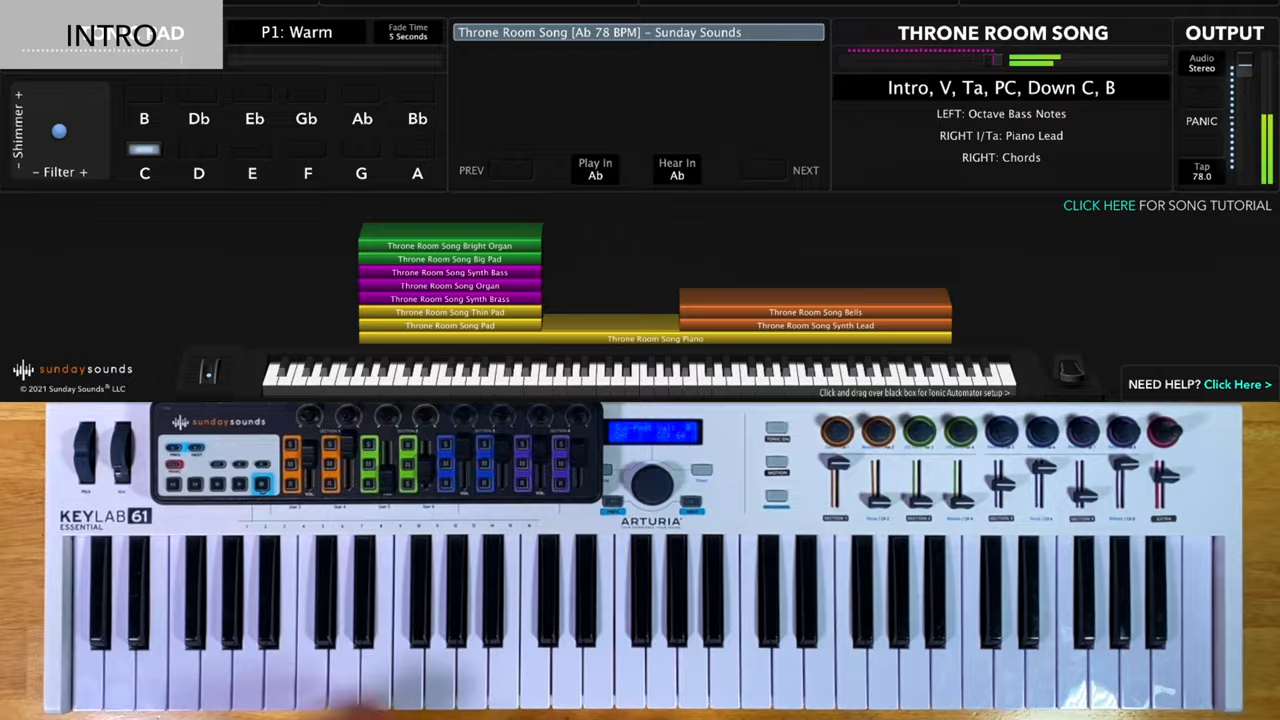 INTRO
PAD
P1: Warm
Fade Time
5 Seconds
B Db Eb Gb Ab Bb
C D E F G A
- Shimmer +
- Filter +
Throne Room Song [Ab 78 BPM] - Sunday Sounds
PREV
Play In
Ab
Hear In
Ab
NEXT
THRONE ROOM SONG
Intro, V, Ta, PC, Down C, B
LEFT: Octave Bass Notes
RIGHT I/Ta: Piano Lead
RIGHT: Chords
OUTPUT
Audio
Stereo
PANIC
Tap
78.0
CLICK HERE FOR SONG TUTORIAL
Throne Room Song Bright Organ
Throne Room Song Big Pad
Throne Room Song Synth Bass
Throne Room Song Organ
Throne Room Song Synth Brass
Throne Room Song Thin Pad
Throne Room Song Pad
Throne Room Song Bells
Throne Room Song Synth Lead
Throne Room Song Piano
sundaysounds
© 2021 Sunday Sounds® LLC
Click and drag over black box for Tonic Automator setup >
NEED HELP? Click Here >
sundaysounds
KEYLAB 61
ESSENTIAL
ARTURIA